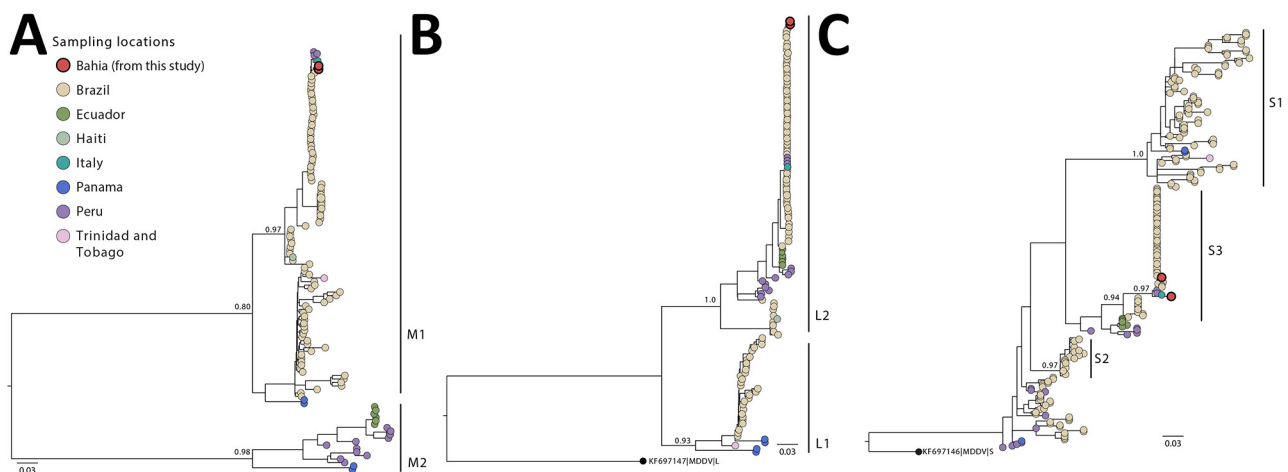 A
B
C
Sampling locations
Bahia (from this study)
Brazil
Ecuador
Haiti
Italy
Panama
Peru
Trinidad and
Tobago
0.97
0.80
0.98
M1
M2
0.03
1.0
0.93
L2
L1
0.03
KF697147|MDDV|L
1.0
0.97
0.94
0.97
S1
S3
S2
0.03
KF697146|MDDV|S